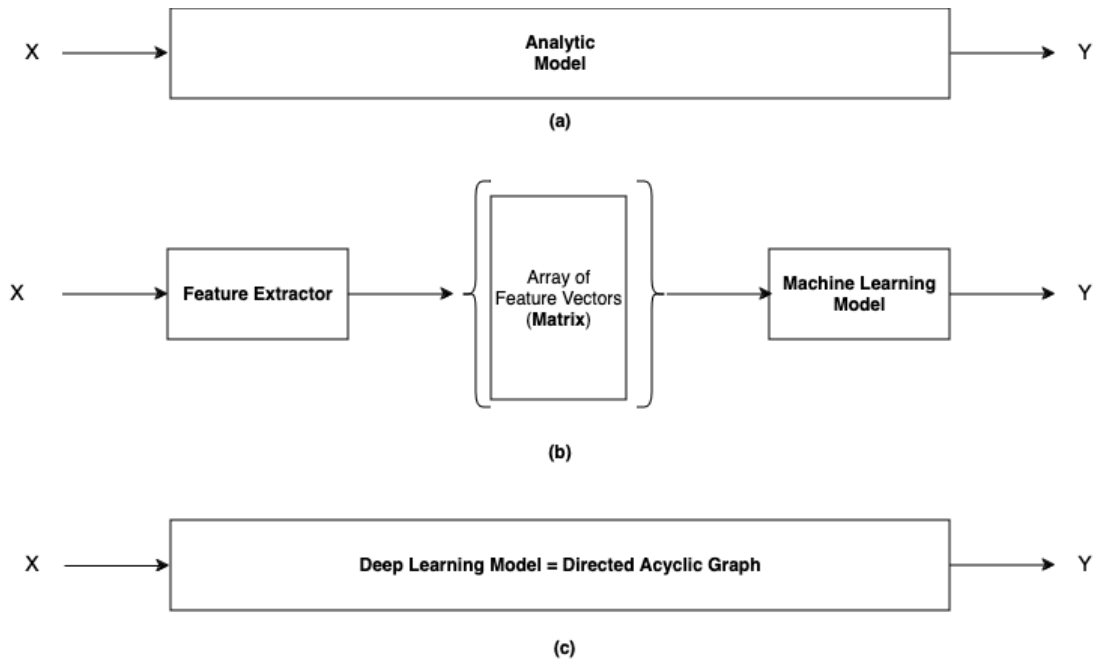 X
Analytic
Model
Y
(a)
X
Feature Extractor
Array of
Feature Vectors
(Matrix)
Machine Learning
Model
Y
(b)
X
Deep Learning Model = Directed Acyclic Graph
Y
(c)